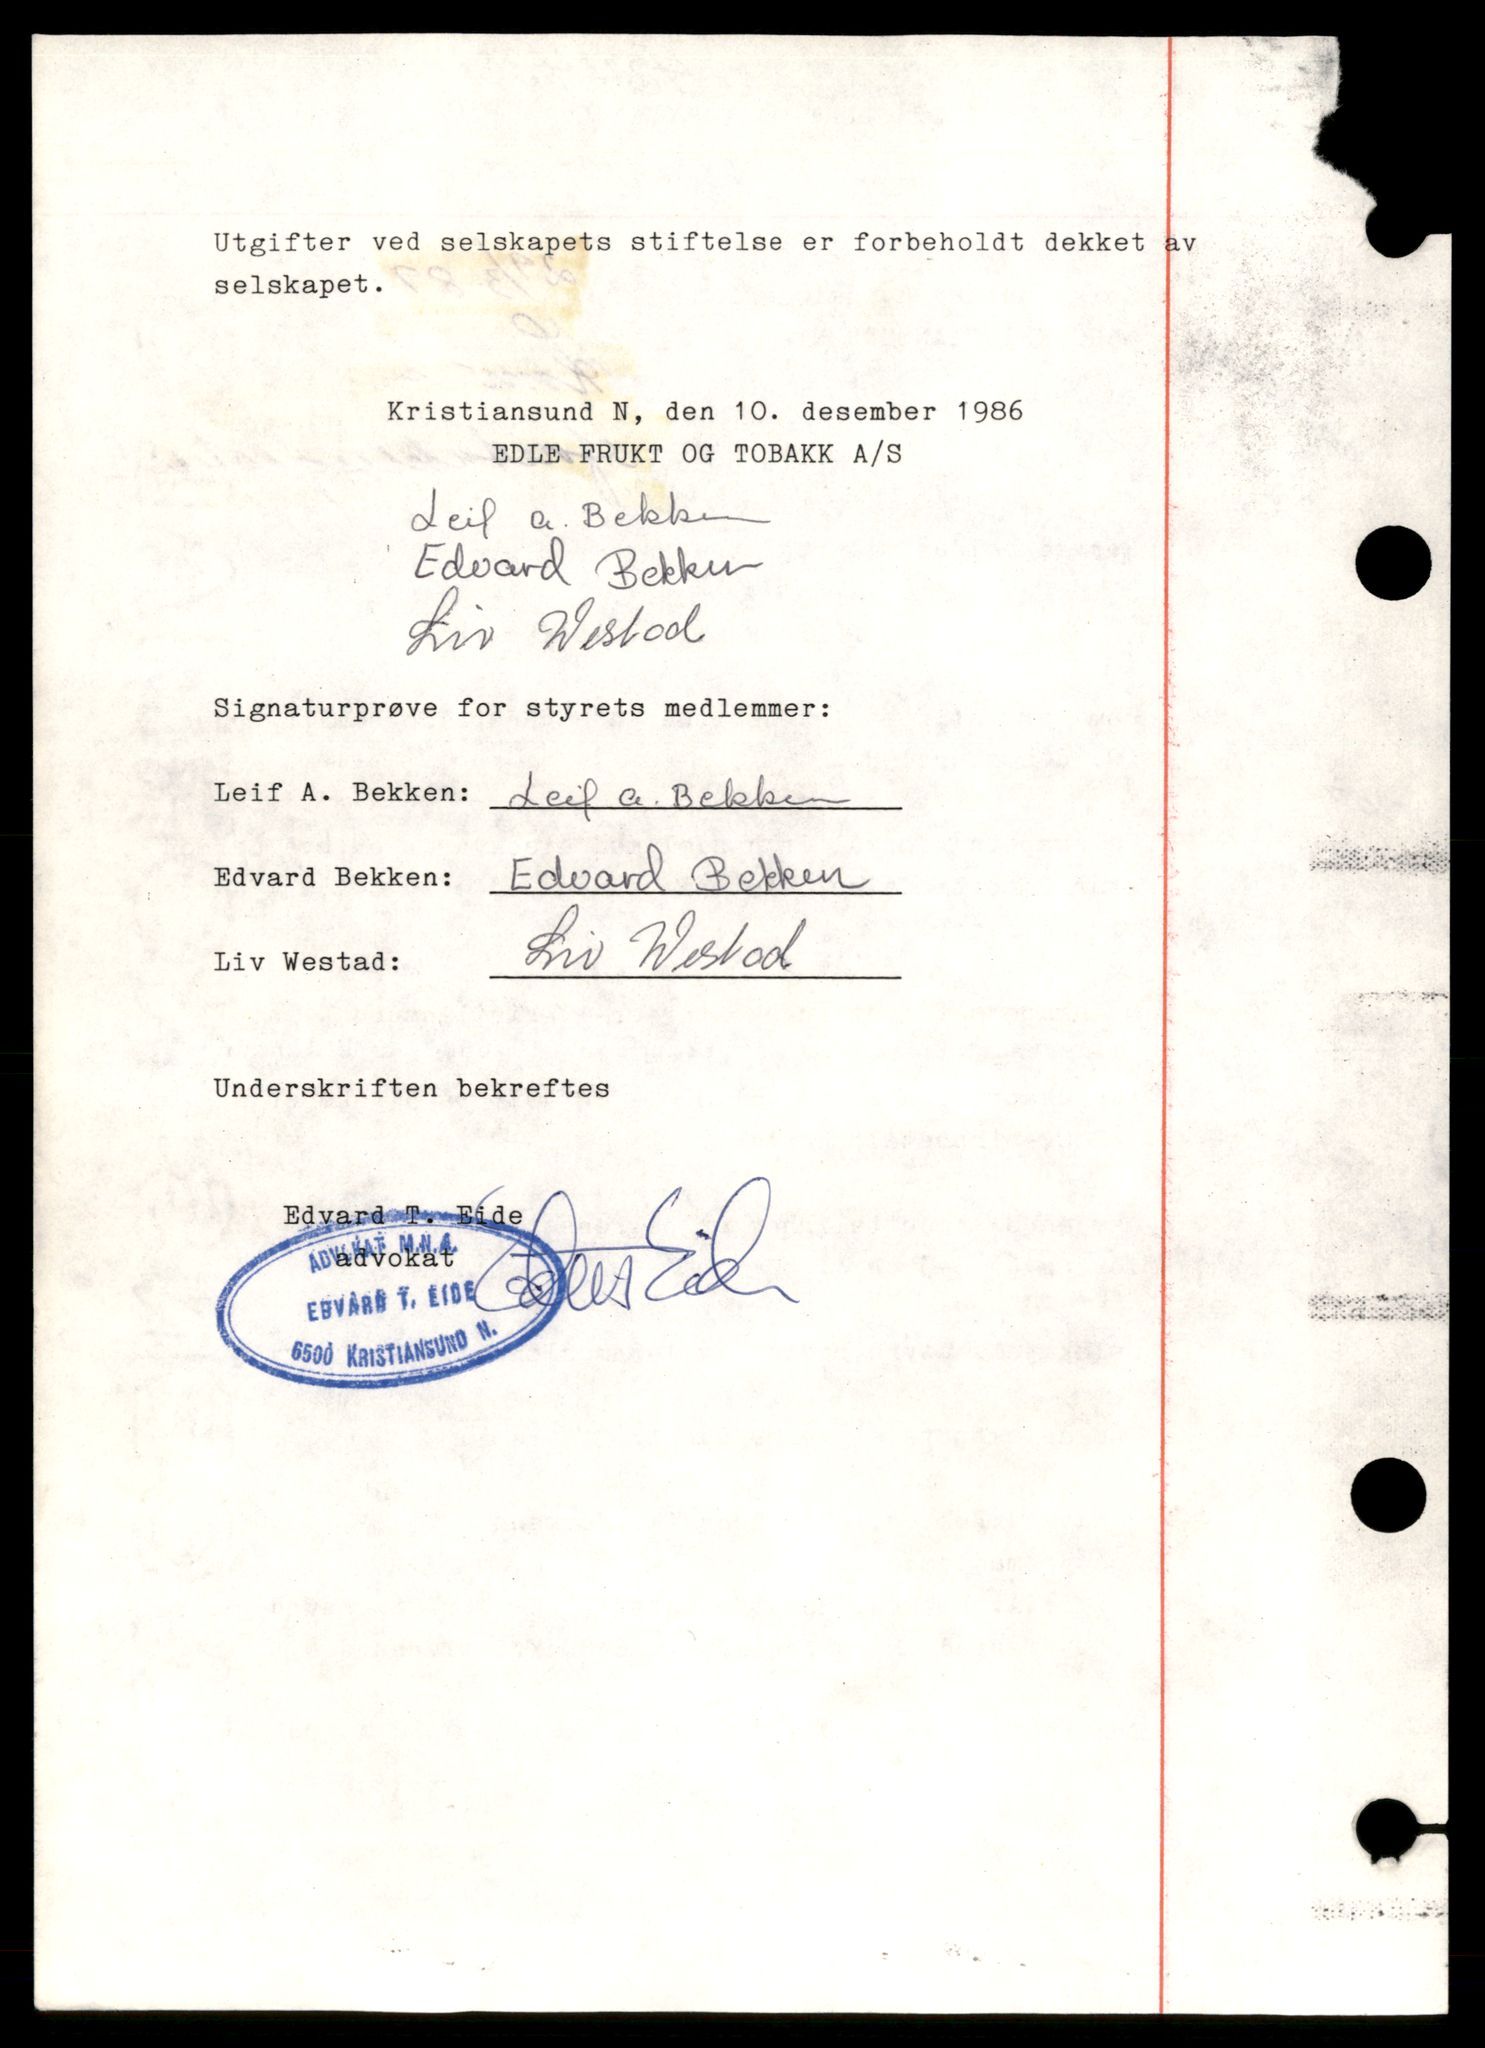 Utgifter ved selskapets stiftelse er forbeholdt dekket av
selskapet.
Kristiansund N, den 10. desember 1986
EDLE FRUKT OG TOBAKK A/S
Leif A. Bekken
Edvard Bekken
Liv Westad
Signaturprøve for styrets medlemmer:
Leif A. Bekken: Leif A. Bekken
Edvard Bekken: Edvard Bekken
Liv Westad: Liv Westad
Underskriften bekreftes
Edvard T. Eide
advokat
Edvard T Eide
ADVOKAT M.N.A.
EDVARD T. EIDE
6500 KRISTIANSUND N.